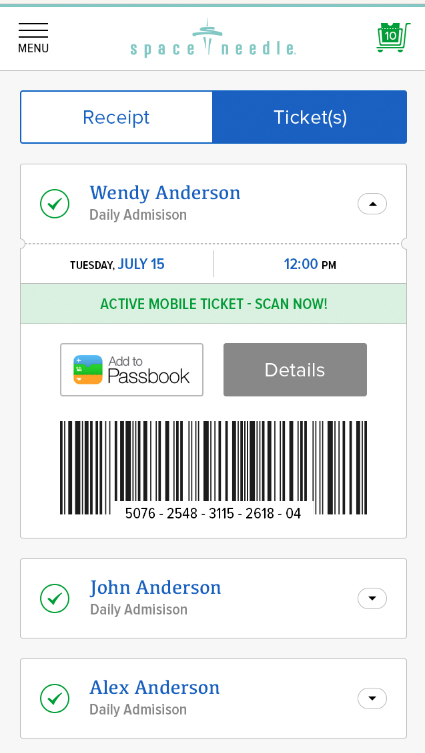 MENU
space needle.
10
Receipt
Ticket(s)
Wendy Anderson
Daily Admisison
TUESDAY, JULY 15
12:00 PM
ACTIVE MOBILE TICKET - SCAN NOW!
Add to
Passbook
Details
5076 - 2548 - 3115 - 2618 - 04
John Anderson
Daily Admisison
Alex Anderson
Daily Admisison